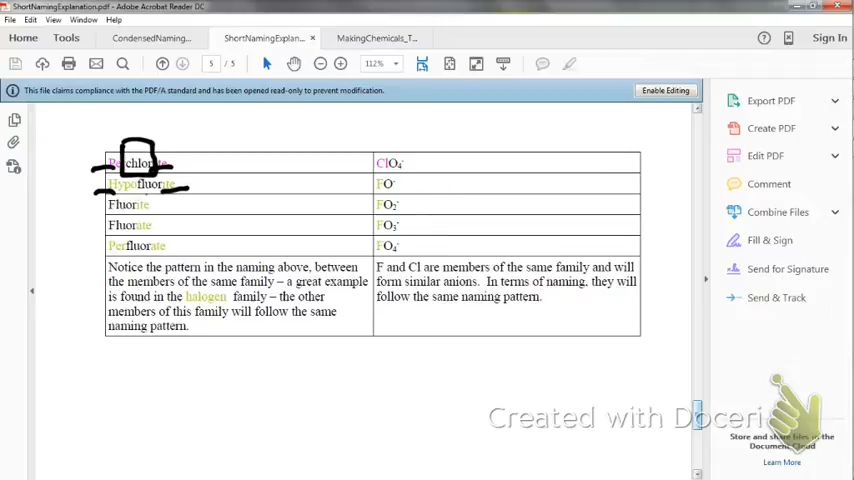 ShortNamingExplanation.pdf - Adobe Acrobat Reader DC
File Edit View Window Help
Home Tools CondensedNaming... ShortNamingExplan... × MakingChemicals_T... Sign In
5 / 5 112%
This file claims compliance with the PDF/A standard and has been opened read-only to prevent modification. Enable Editing
Perchlorate ClO4-
Hypofluorite FO-
Fluorite FO2-
Fluorate FO3-
Perfluorate FO4-
Notice the pattern in the naming above, between
the members of the same family – a great example
is found in the halogen family – the other
members of this family will follow the same
naming pattern.
F and Cl are members of the same family and will
form similar anions. In terms of naming, they will
follow the same naming pattern.
Export PDF
Create PDF
Edit PDF
Comment
Combine Files
Fill & Sign
Send for Signature
Send & Track
Created with Doceri
Store and share files in the
Document Cloud
Learn More